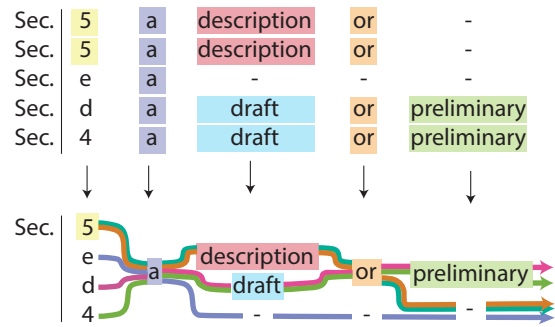 Sec. 5 a description or -
Sec. 5 a description or -
Sec. e a - - -
Sec. d a draft or preliminary
Sec. 4 a draft or preliminary
Sec. 5
description
e
a or preliminary
d draft
4 - - -